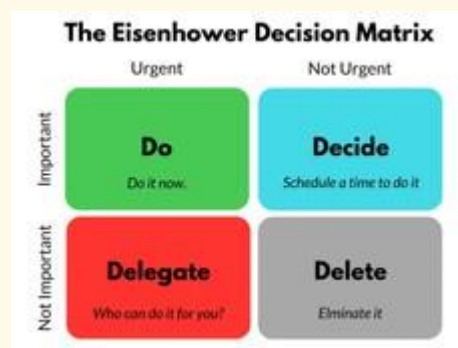 The Eisenhower Decision Matrix
Urgent
Not Urgent
Important
Do
Do it now.
Decide
Schedule a time to do it
Not Important
Delegate
Who can do it for you?
Delete
Elminate it